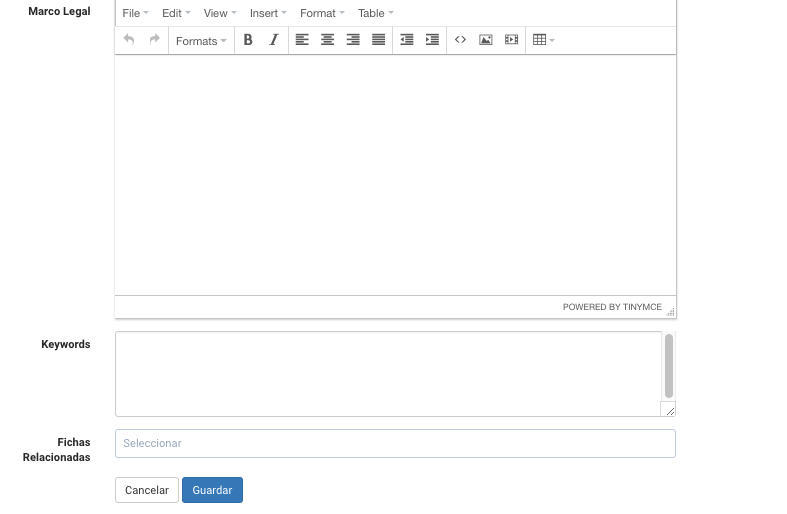 Marco Legal
File Edit View Insert Format Table
Formats B I
POWERED BY TINYMCE
Keywords
Fichas
Relacionadas
Seleccionar
Cancelar Guardar